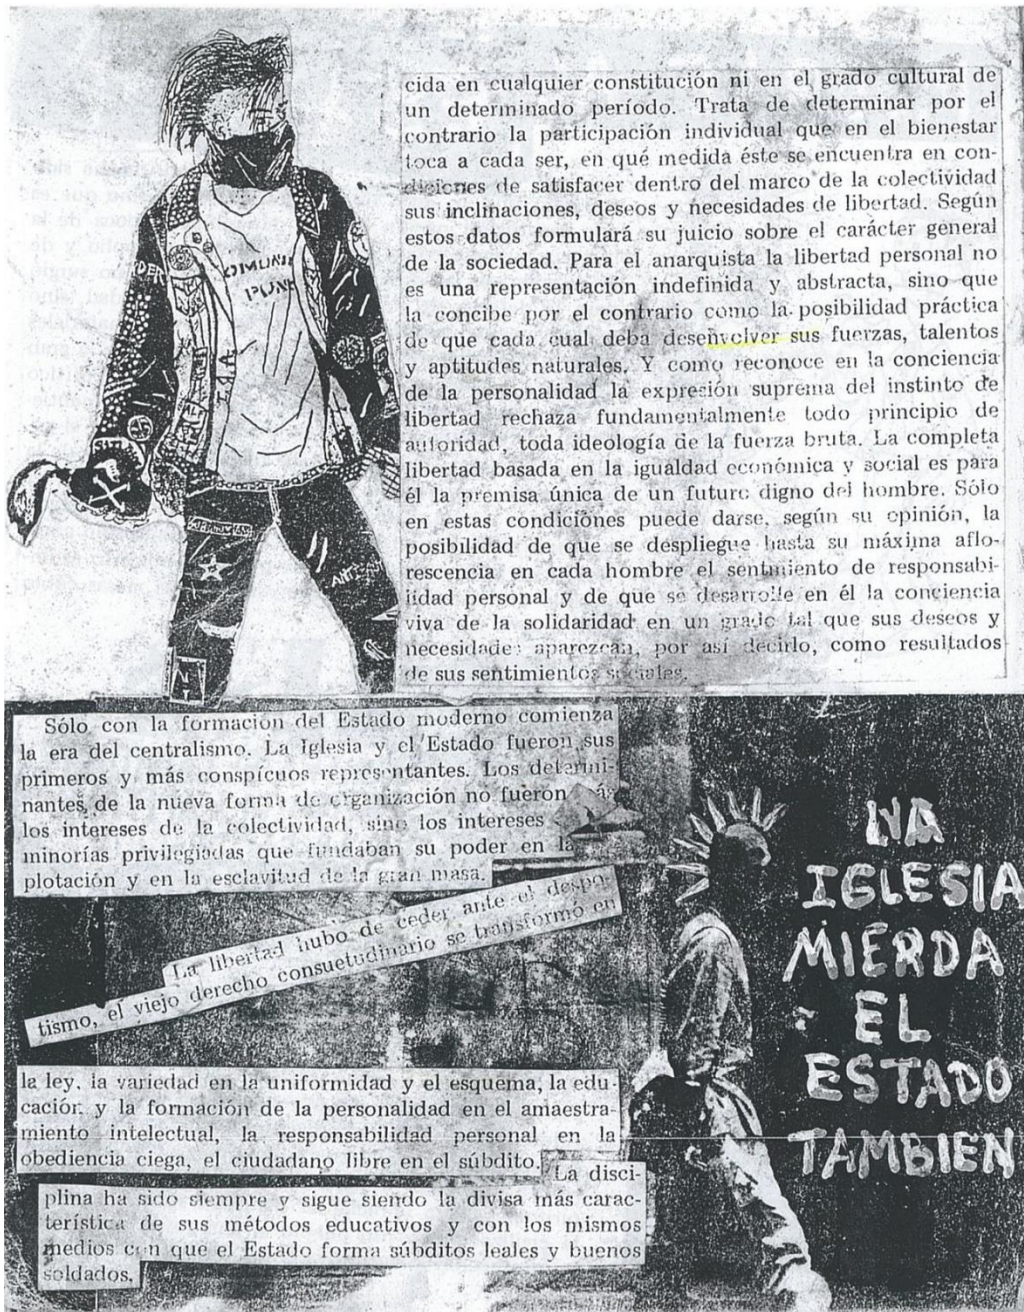 cida en cualquier constitución ni en el grado cultural de
un determinado período. Trata de determinar por el
contrario la participación individual que en el bienestar
toca a cada ser, en qué medida éste se encuentra en con-
diciones de satisfacer dentro del marco de la colectividad
sus inclinaciones, deseos y necesidades de libertad. Según
estos datos formulará su juicio sobre el carácter general
de la sociedad. Para el anarquista la libertad personal no
es una representación indefinida y abstracta, sino que
la concibe por el contrario como la posibilidad práctica
de que cada cual deba desenvolver sus fuerzas, talentos
y aptitudes naturales. Y como reconoce en la conciencia
de la personalidad la expresión suprema del instinto de
libertad rechaza fundamentalmente todo principio de
autoridad, toda ideología de la fuerza bruta. La completa
libertad basada en la igualdad económica y social es para
él la premisa única de un futuro digno del hombre. Sólo
en estas condiciones puede darse, según su opinión, la
posibilidad de que se despliegue hasta su máxima aflo-
rescencia en cada hombre el sentimiento de responsabi-
lidad personal y de que se desarrolle en él la conciencia
viva de la solidaridad en un grado tal que sus deseos y
necesidades aparezcan, por así decirlo, como resultados
de sus sentimientos sociales.
OMUNI
PUNK
Sólo con la formación del Estado moderno comienza
la era del centralismo. La Iglesia y el Estado fueron sus
primeros y más conspícuos representantes. Los determi-
nantes de la nueva forma de organización no fueron
los intereses de la colectividad, sino los intereses
minorías privilegiadas que fundaban su poder en la
plotación y en la esclavitud de la gran masa.
La libertad hubo de ceder ante el despo-
tismo, el viejo derecho consuetudinario se transformó en
la ley, la variedad en la uniformidad y el esquema, la edu-
cación y la formación de la personalidad en el amaestra-
miento intelectual, la responsabilidad personal en la
obediencia ciega, el ciudadano libre en el súbdito. La disci-
plina ha sido siempre y sigue siendo la divisa más carac-
terística de sus métodos educativos y con los mismos
medios con que el Estado forma súbditos leales y buenos
soldados.
LA
IGLESIA
MIERDA
EL
ESTADO
TAMBIEN